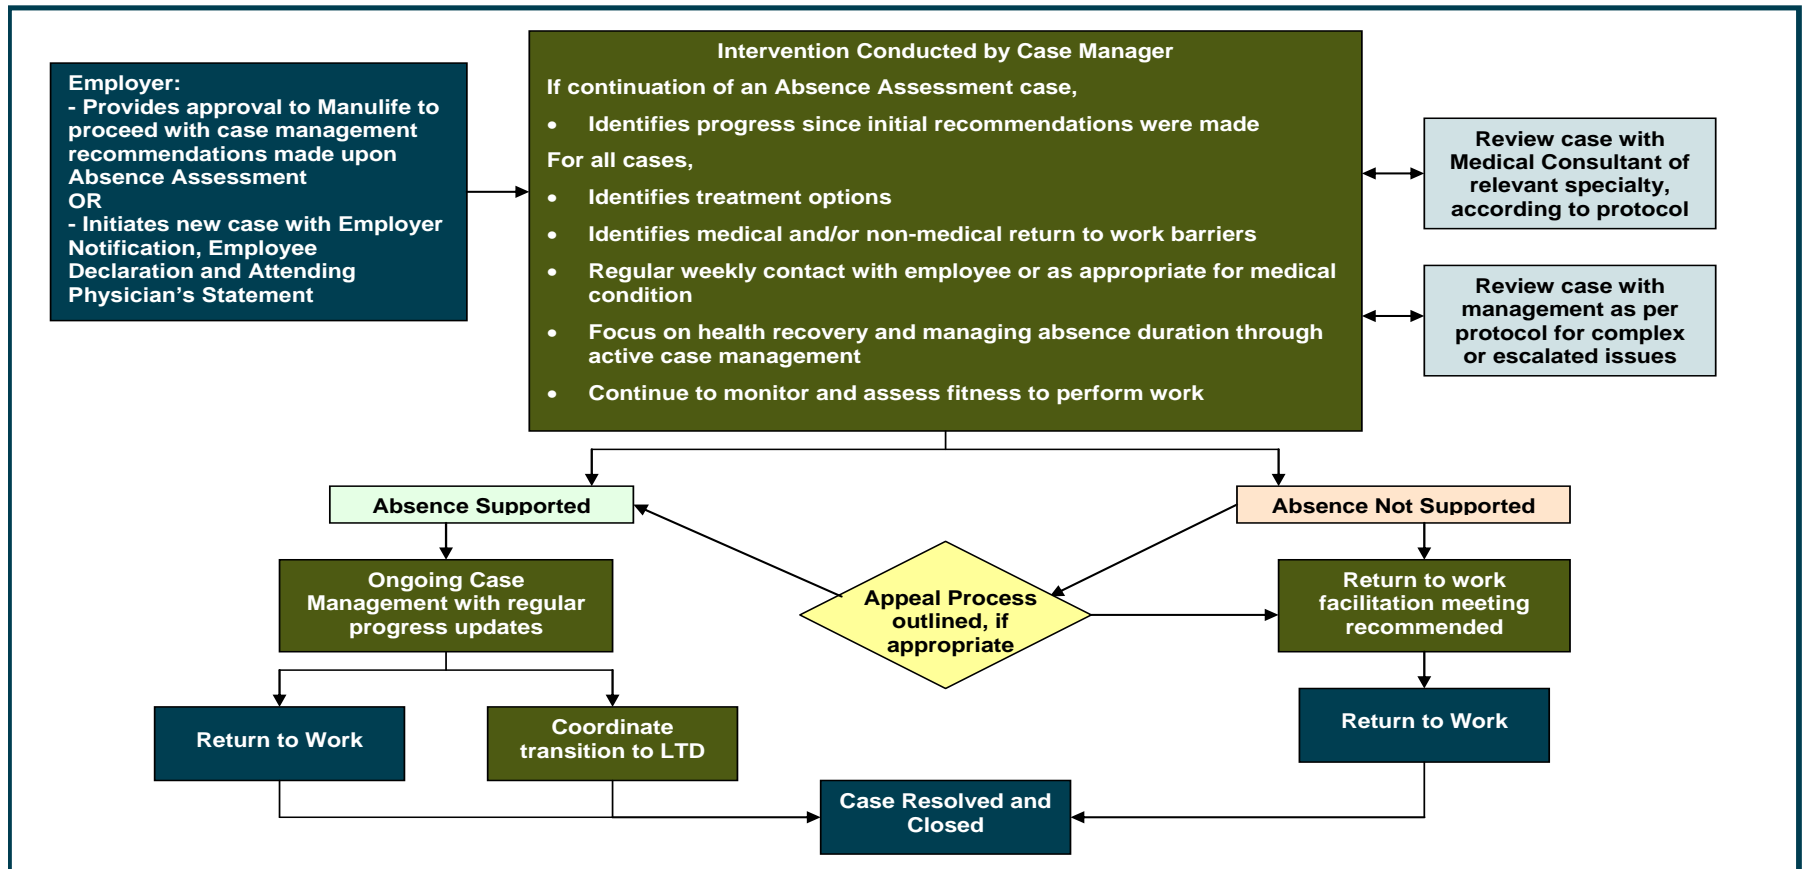 Employer:
- Provides approval to Manulife to
proceed with case management
recommendations made upon
Absence Assessment
OR
- Initiates new case with Employer
Notification, Employee
Declaration and Attending
Physician’s Statement
Intervention Conducted by Case Manager
If continuation of an Absence Assessment case,
• Identifies progress since initial recommendations were made
For all cases,
• Identifies treatment options
• Identifies medical and/or non-medical return to work barriers
• Regular weekly contact with employee or as appropriate for medical
condition
• Focus on health recovery and managing absence duration through
active case management
• Continue to monitor and assess fitness to perform work
Review case with
Medical Consultant of
relevant specialty,
according to protocol
Review case with
management as per
protocol for complex
or escalated issues
Absence Supported
Absence Not Supported
Ongoing Case
Management with regular
progress updates
Appeal Process
outlined, if
appropriate
Return to work
facilitation meeting
recommended
Return to Work
Coordinate
transition to LTD
Return to Work
Case Resolved and
Closed